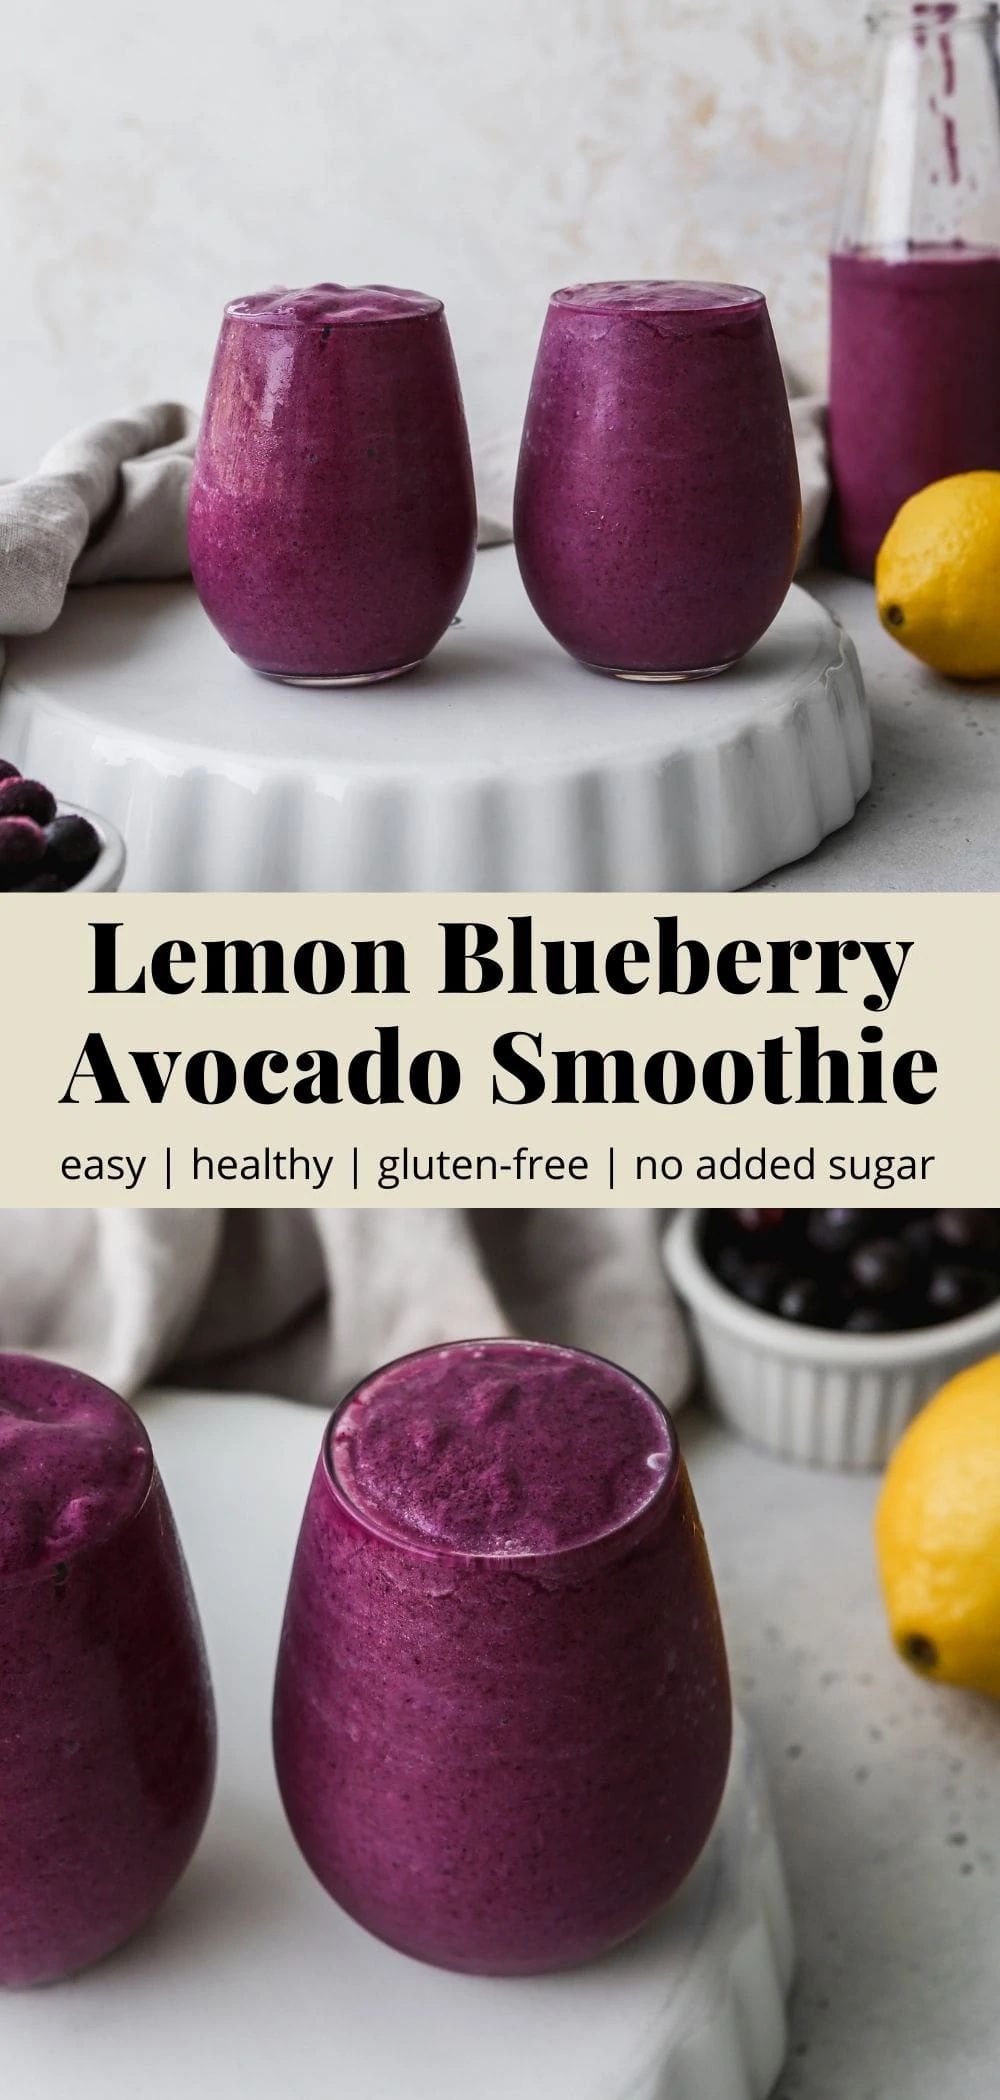 Lemon Blueberry
Avocado Smoothie
easy | healthy | gluten-free | no added sugar